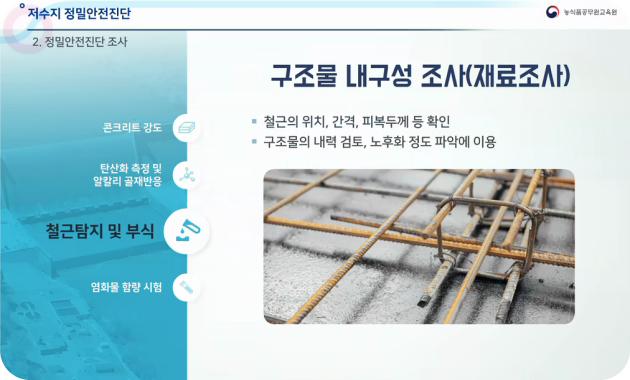 저수지 정밀안전진단
농식품공무원교육원
2. 정밀안전진단 조사
구조물 내구성 조사(재료조사)
콘크리트 강도
탄산화 측정 및
알칼리 골재반응
철근탐지 및 부식
염화물 함량 시험
철근의 위치, 간격, 피복두께 등 확인
구조물의 내력 검토, 노후화 정도 파악에 이용